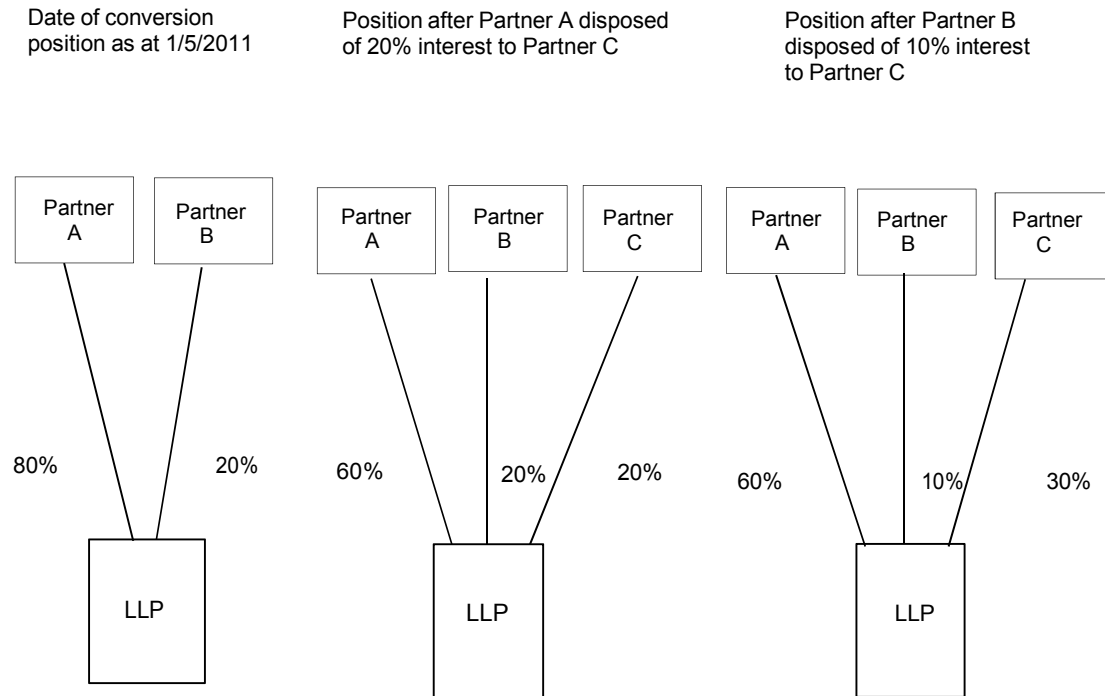 Date of conversion
position as at 1/5/2011
Position after Partner A disposed
of 20% interest to Partner C
Position after Partner B
disposed of 10% interest
to Partner C
Partner
A
Partner
B
Partner
A
Partner
B
Partner
C
Partner
A
Partner
B
Partner
C
80%
20%
60%
20%
20%
60%
10%
30%
LLP
LLP
LLP